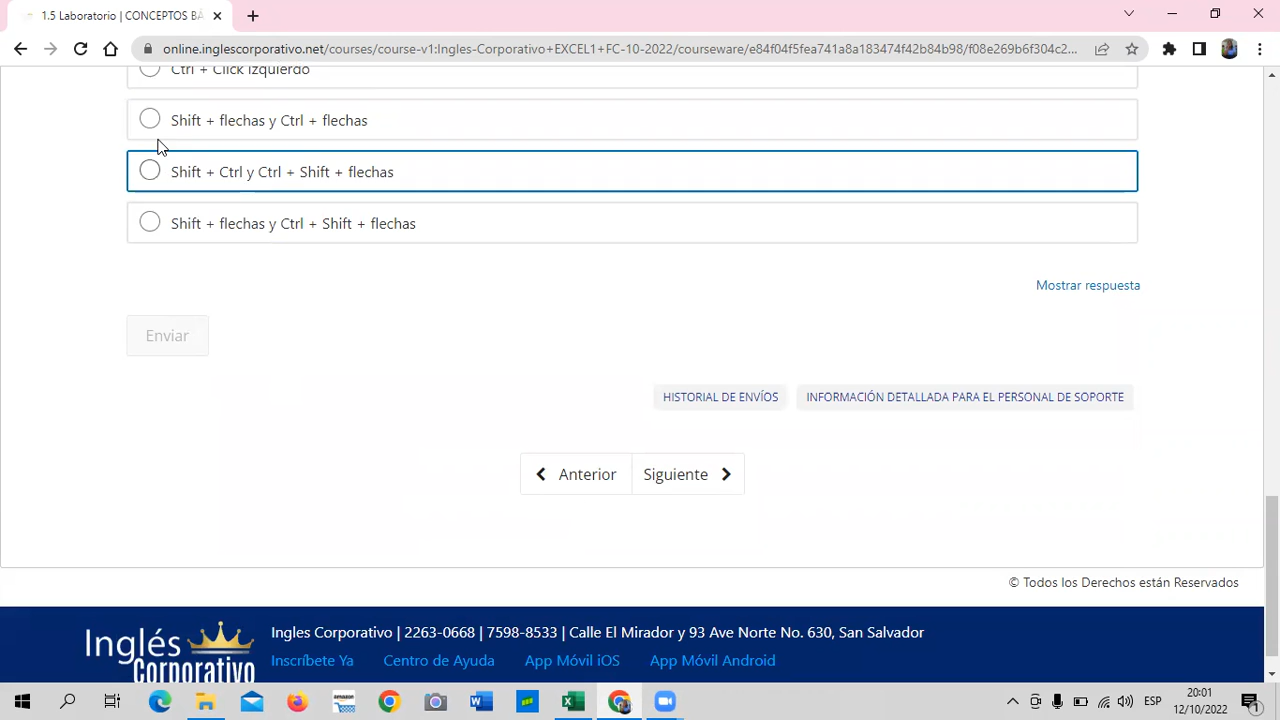 1.5 Laboratorio | CONCEPTOS BÁ
online.inglescorporativo.net/courses/course-v1:Ingles-Corporativo+EXCEL1+FC-10-2022/courseware/e84f04f5fea741a8a183474f42b84b98/f08e269b6f304c2...
Ctrl + Click izquierdo
Shift + flechas y Ctrl + flechas
Shift + Ctrl y Ctrl + Shift + flechas
Shift + flechas y Ctrl + Shift + flechas
Mostrar respuesta
Enviar
HISTORIAL DE ENVÍOS
INFORMACIÓN DETALLADA PARA EL PERSONAL DE SOPORTE
Anterior
Siguiente
© Todos los Derechos están Reservados
Inglés Corporativo
Ingles Corporativo | 2263-0668 | 7598-8533 | Calle El Mirador y 93 Ave Norte No. 630, San Salvador
Inscríbete Ya
Centro de Ayuda
App Móvil iOS
App Móvil Android
amazon
ESP
20:01
12/10/2022
1